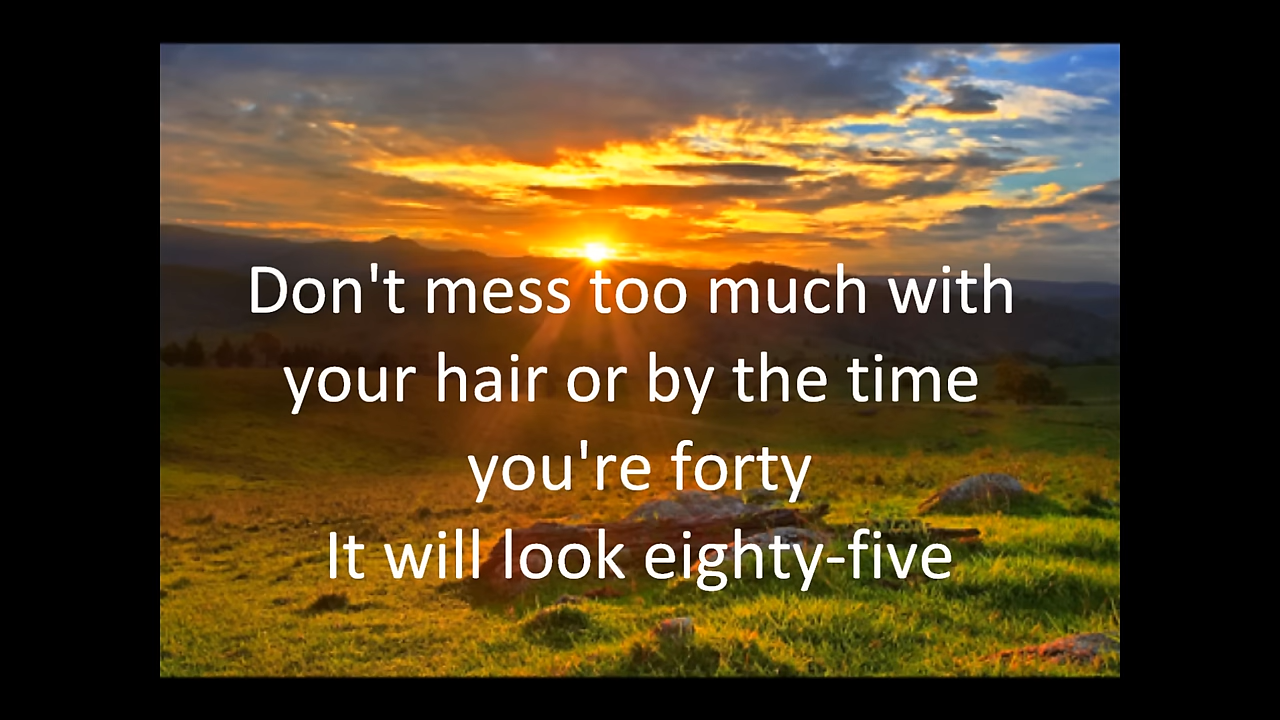 Don't mess too much with
your hair or by the time
you're forty
It will look eighty-five